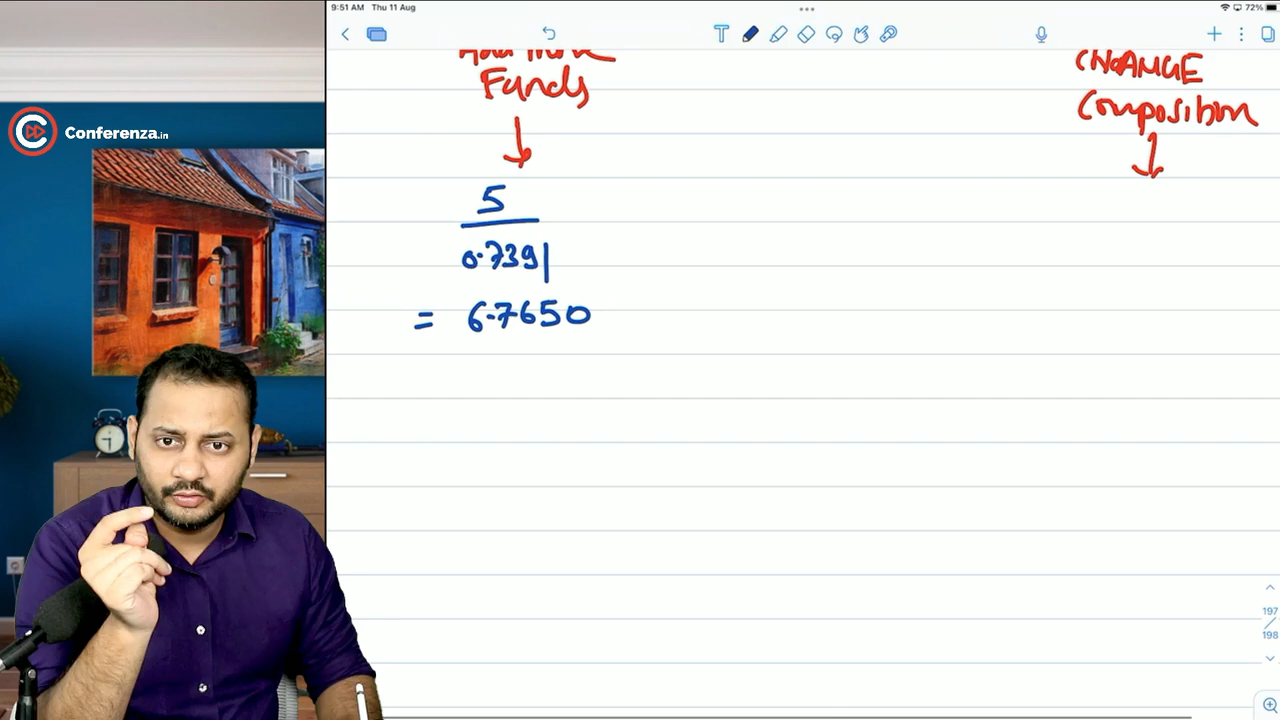 9:51 AM Thu 11 Aug
72%
T
Funds
CHANGE
Composition
Conferenza.in
5
0.7391
= 6.7650
197
198